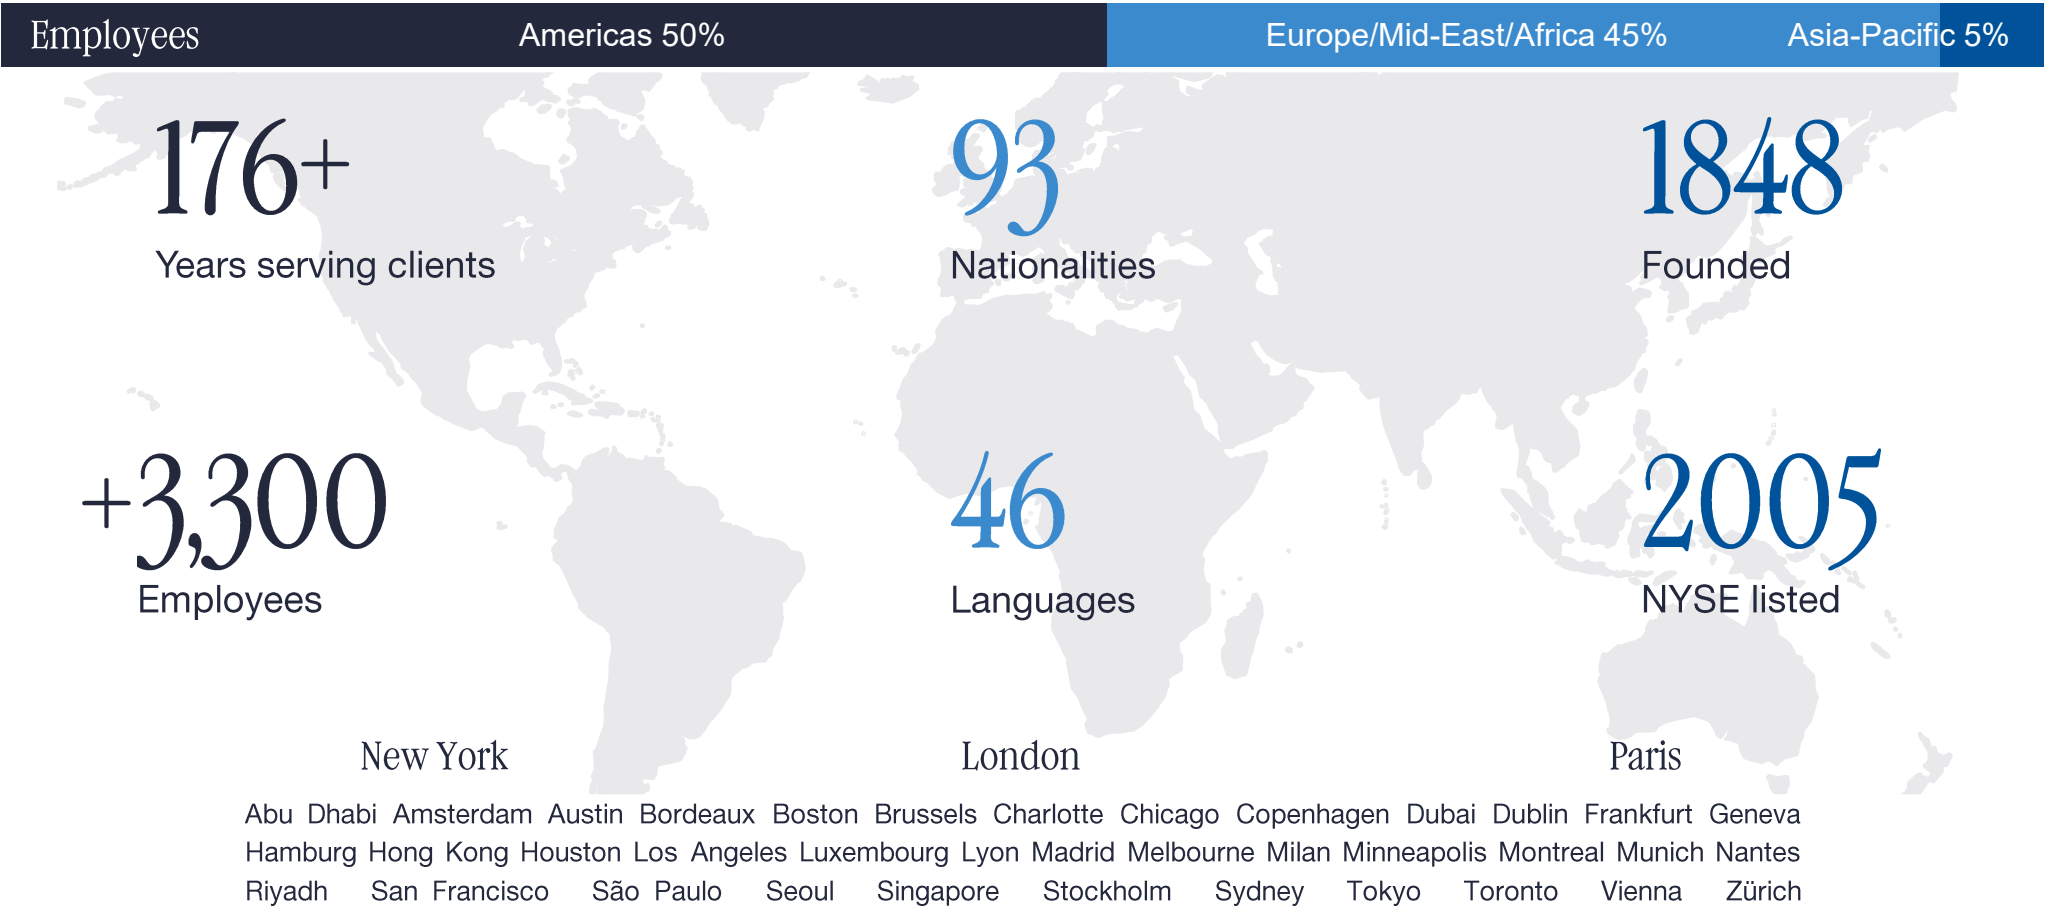 Employees Americas 50% Europe/Mid-East/Africa 45% Asia-Pacific 5%
176+ 93 1848
Years serving clients Nationalities Founded
+3,300 46 2005
Employees Languages NYSE listed
New York London Paris
Abu Dhabi Amsterdam Austin Bordeaux Boston Brussels Charlotte Chicago Copenhagen Dubai Dublin Frankfurt Geneva
Hamburg Hong Kong Houston Los Angeles Luxembourg Lyon Madrid Melbourne Milan Minneapolis Montreal Munich Nantes
Riyadh San Francisco São Paulo Seoul Singapore Stockholm Sydney Tokyo Toronto Vienna Zürich